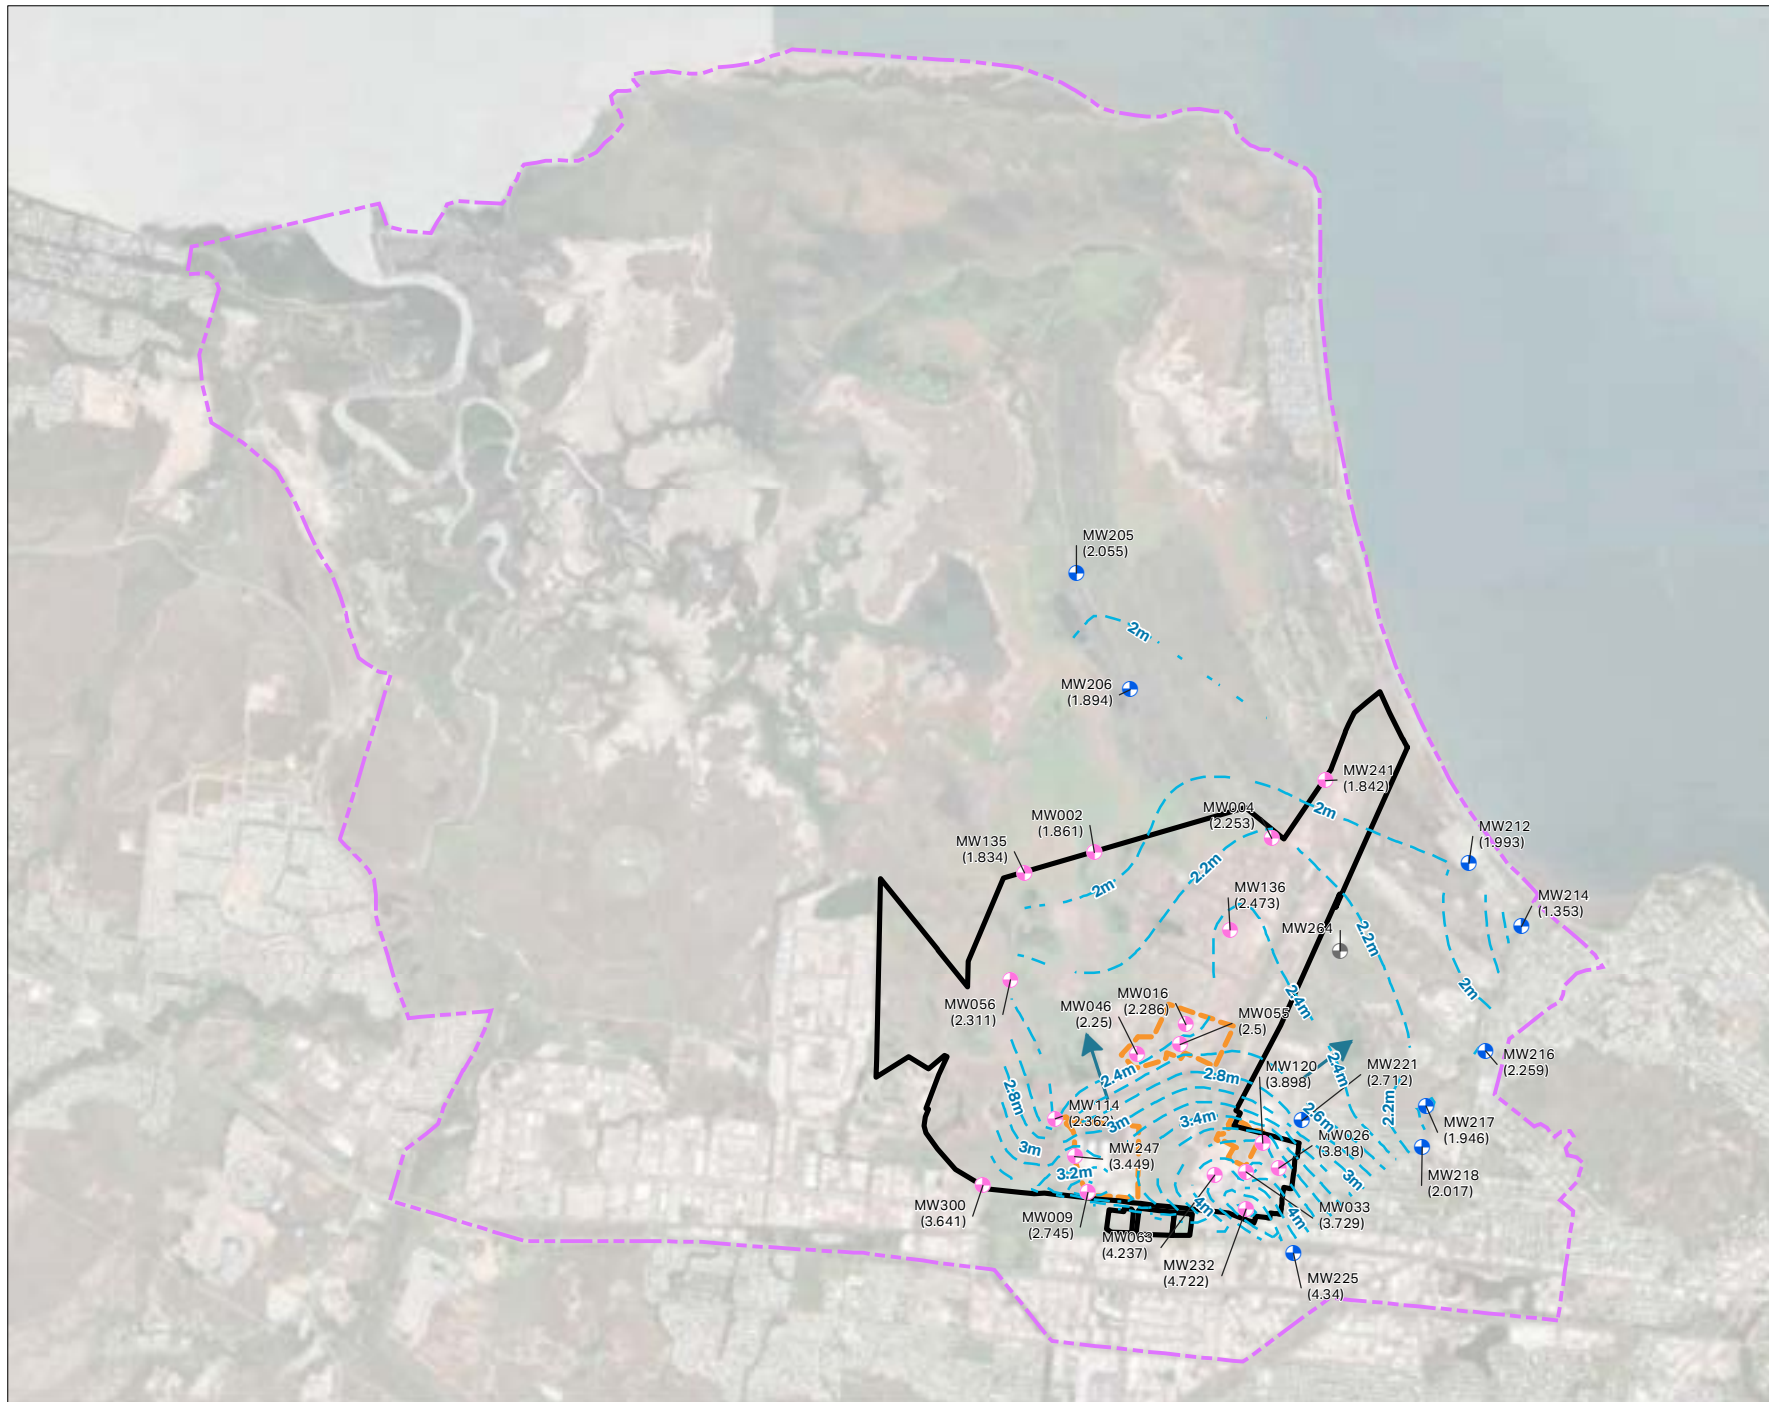 MW205
(2.055)
2m
MW206
(1.894)
MW241
(1.842)
2m
MW004
(2.253)
MW002
(1.861)
MW135
(1.834)
MW212
(1.993)
2.2m
2m
MW136
(2.473)
MW214
(1.353)
MW264
2.2m
2m
2.4m
MW056
(2.311)
MW046
(2.25)
MW016
(2.286)
MW055
(2.5)
MW216
(2.259)
2.4m
2.8m
MW120
(3.898)
2.4m
MW221
(2.712)
2.8m
MW114
(2.362)
3m
3.4m
2.6m
2.2m
MW217
(1.946)
MW026
(3.818)
3m
MW247
(3.449)
3.2m
3m
MW218
(2.017)
MW300
(3.641)
MW009
(2.745)
4m
4m
MW033
(3.729)
MW063
(4.237)
MW232
(4.722)
MW225
(4.34)